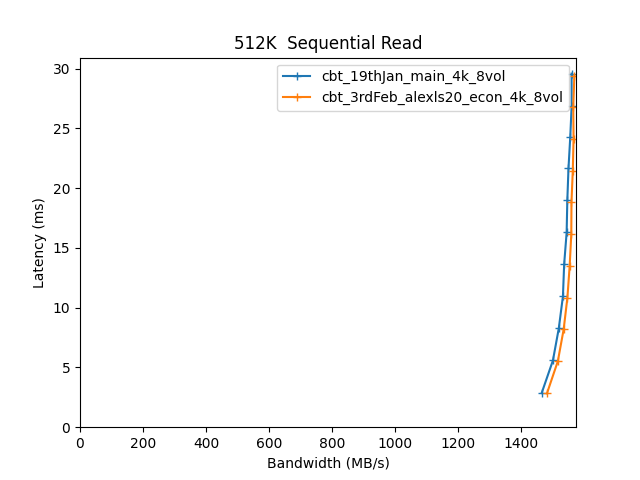 512K  Sequential Read
cbt_19thJan_main_4k_8vol
cbt_3rdFeb_alexls20_econ_4k_8vol
30
25
20
15
10
5
0
Latency (ms)
0 200 400 600 800 1000 1200 1400
Bandwidth (MB/s)